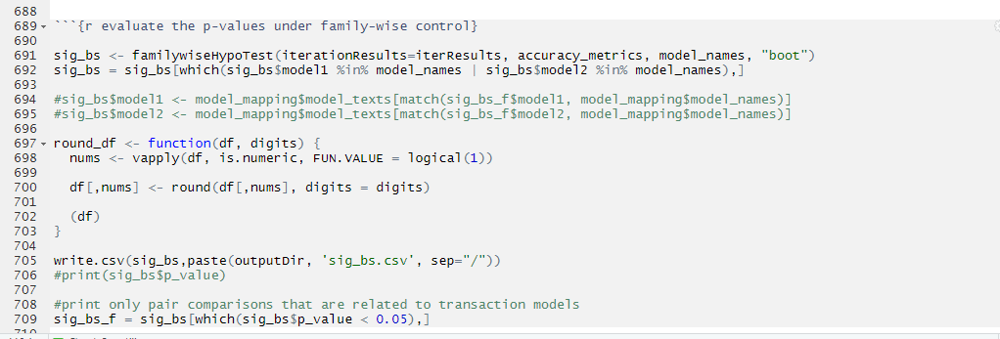 688
689 ```{r evaluate the p-values under family-wise control}
690
691 sig_bs <- familywiseHypoTest(iterationResults=iterResults, accuracy_metrics, model_names, "boot")
692 sig_bs = sig_bs[which(sig_bs$model1 %in% model_names | sig_bs$model2 %in% model_names),]
693
694 #sig_bs$model1 <- model_mapping$model_texts[match(sig_bs_f$model1, model_mapping$model_names)]
695 #sig_bs$model2 <- model_mapping$model_texts[match(sig_bs_f$model2, model_mapping$model_names)]
696
697 round_df <- function(df, digits) {
698   nums <- vapply(df, is.numeric, FUN.VALUE = logical(1))
699
700   df[,nums] <- round(df[,nums], digits = digits)
701
702   (df)
703 }
704
705 write.csv(sig_bs,paste(outputDir, 'sig_bs.csv', sep="/"))
706 #print(sig_bs$p_value)
707
708 #print only pair comparisons that are related to transaction models
709 sig_bs_f = sig_bs[which(sig_bs$p_value < 0.05),]
710